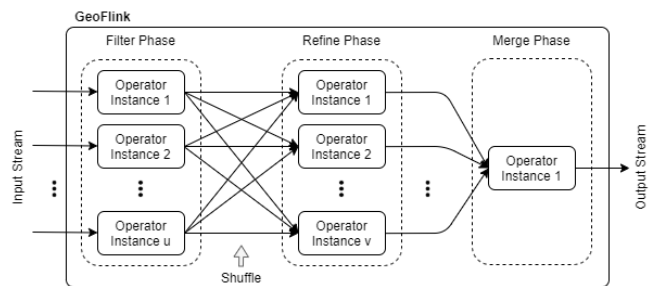 GeoFlink
Filter Phase
Refine Phase
Merge Phase
Input Stream
Operator
Instance 1
Operator
Instance 2
Operator
Instance u
Shuffle
Operator
Instance 1
Operator
Instance 2
Operator
Instance v
Operator
Instance 1
Output Stream